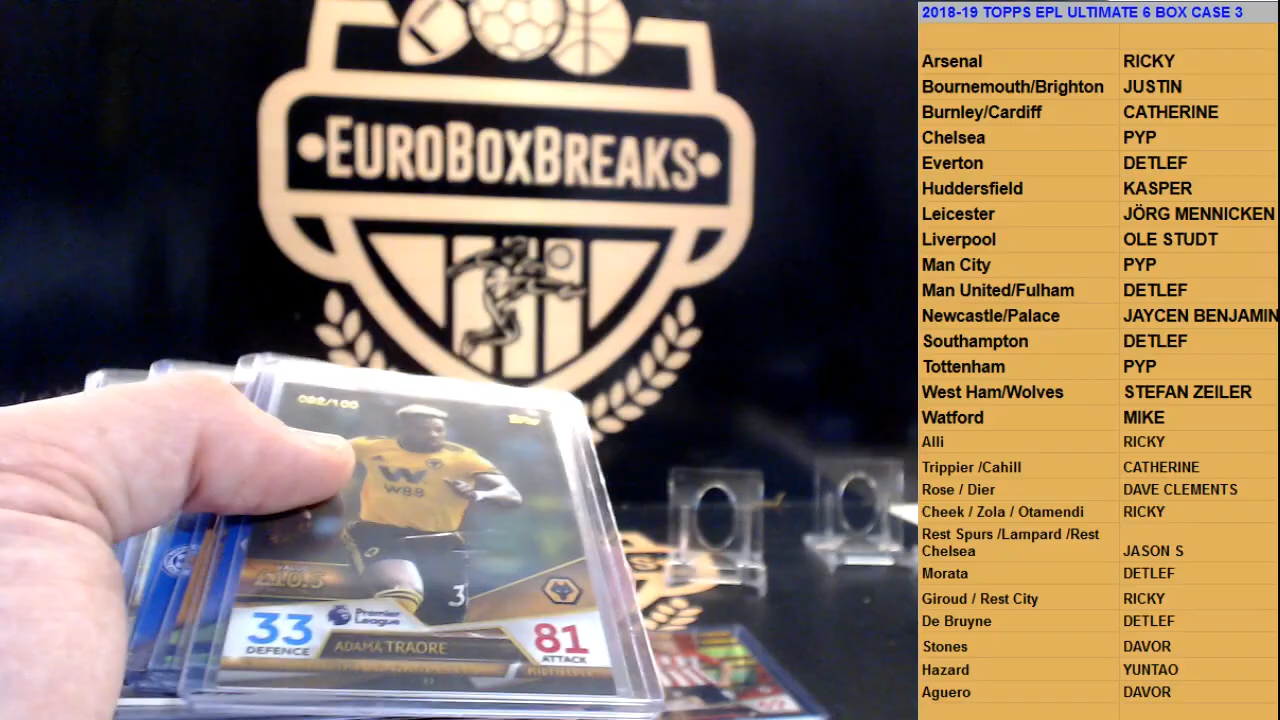 2018-19 TOPPS EPL ULTIMATE 6 BOX CASE 3
Arsenal RICKY
Bournemouth/Brighton JUSTIN
Burnley/Cardiff CATHERINE
Chelsea PYP
Everton DETLEF
Huddersfield KASPER
Leicester JÖRG MENNICKEN
Liverpool OLE STUDT
Man City PYP
Man United/Fulham DETLEF
Newcastle/Palace JAYCEN BENJAMIN
Southampton DETLEF
Tottenham PYP
West Ham/Wolves STEFAN ZEILER
Watford MIKE
Alli RICKY
Trippier /Cahill CATHERINE
Rose / Dier DAVE CLEMENTS
Cheek / Zola / Otamendi RICKY
Rest Spurs /Lampard /Rest
Chelsea JASON S
Morata DETLEF
Giroud / Rest City RICKY
De Bruyne DETLEF
Stones DAVOR
Hazard YUNTAO
Aguero DAVOR
EUROBOXBREAKS
082/100
W88
3
33
DEFENCE
Premier
League
ADAMA TRAORE
81
ATTACK